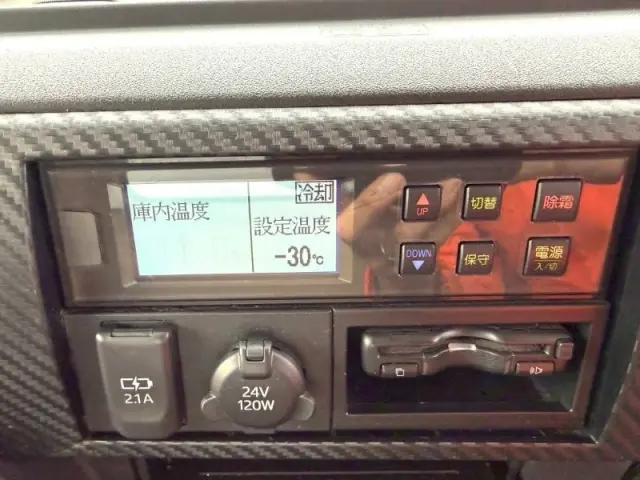 冷却
庫内温度
設定温度
-30℃
UP
切替
除霜
DOWN
保守
電源
入/切
2.1A
24V
120W